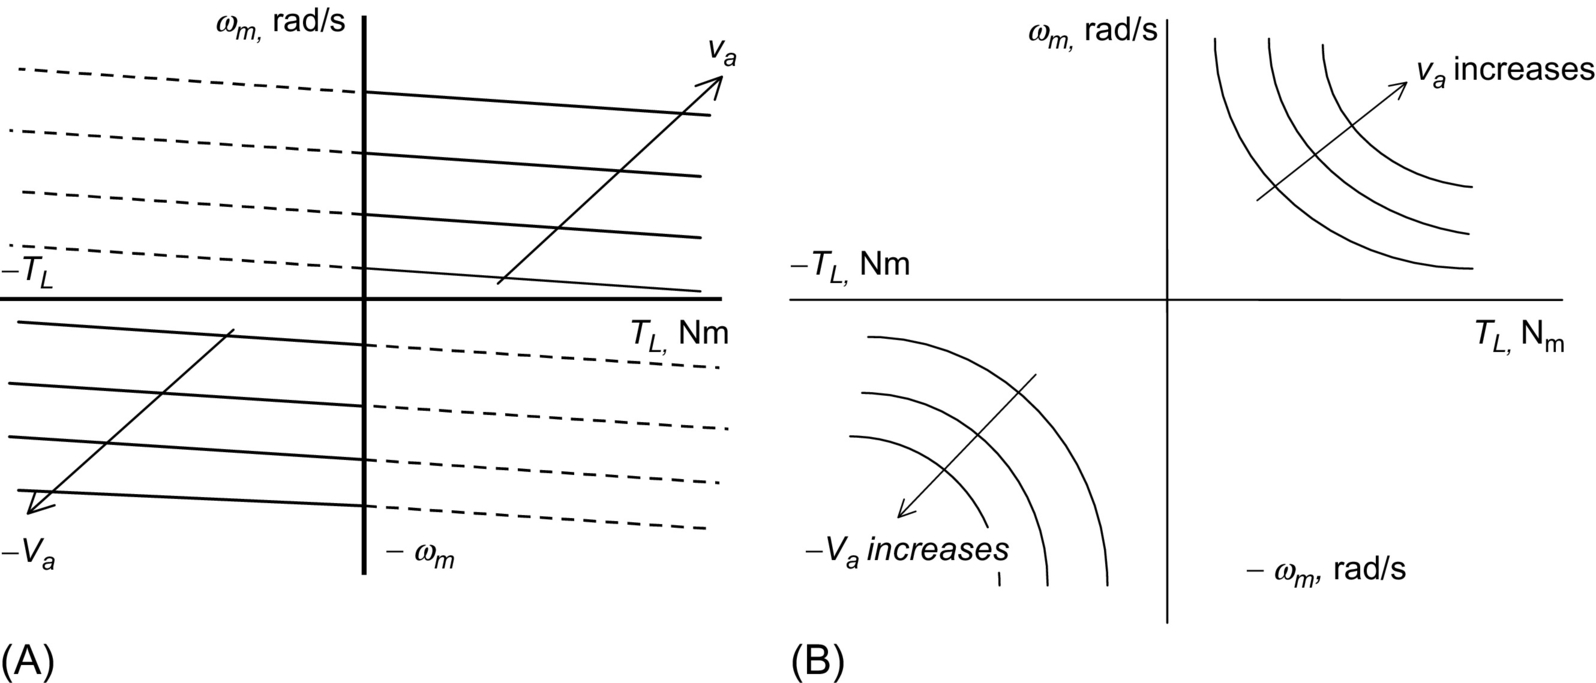 ωm, rad/s
va
−TL
TL, Nm
−Va
− ωm
(A)
ωm, rad/s
va increases
−TL, Nm
TL, Nm
−Va increases
− ωm, rad/s
(B)